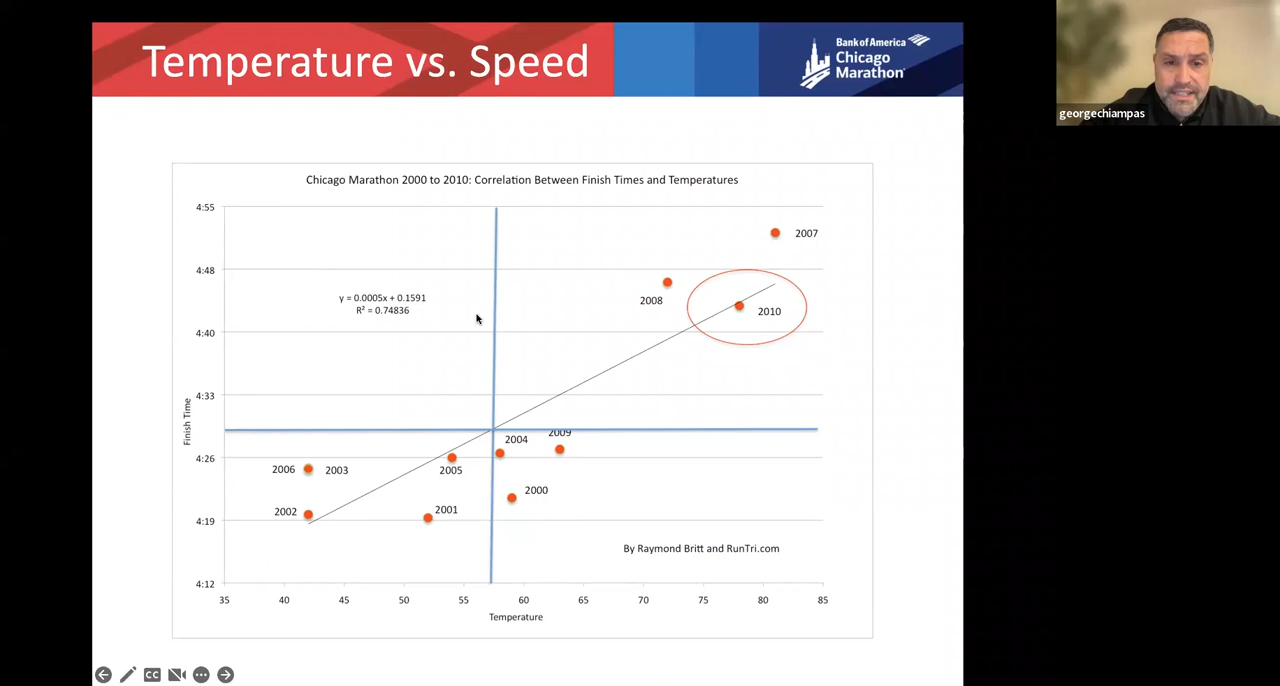 Temperature vs. Speed
Bank of America
Chicago
Marathon
georgechiampas
Chicago Marathon 2000 to 2010: Correlation Between Finish Times and Temperatures
4:55
2007
4:48
y = 0.0005x + 0.1591
R² = 0.74836
2008
2010
4:40
4:33
Finish Time
2009
2004
4:26
2006
2003
2005
2000
2002
2001
4:19
By Raymond Britt and RunTri.com
4:12
35 40 45 50 55 60 65 70 75 80 85
Temperature
CC